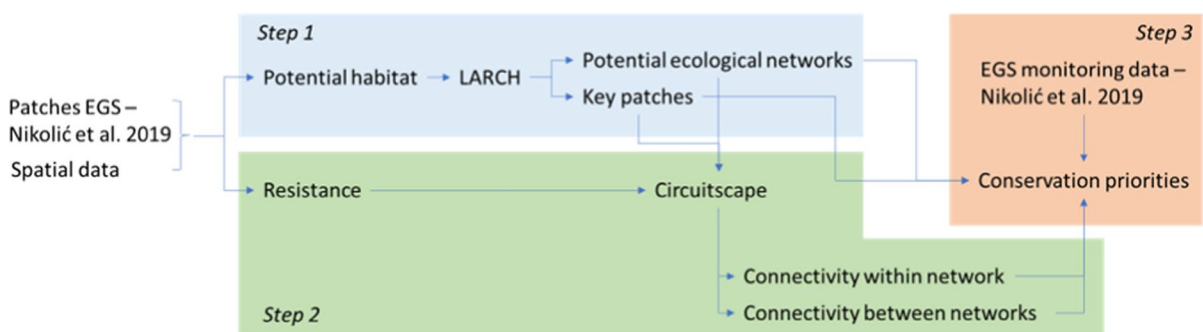 Step 1
Step 3
Potential habitat
LARCH
Potential ecological networks
Key patches
EGS monitoring data –
Nikolić et al. 2019
Patches EGS –
Nikolić et al. 2019
Spatial data
Resistance
Circuitscape
Conservation priorities
Connectivity within network
Connectivity between networks
Step 2